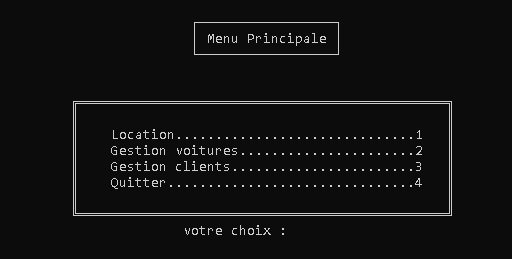 Menu Principale
Location..............................1
Gestion voitures......................2
Gestion clients.......................3
Quitter...............................4
votre choix :